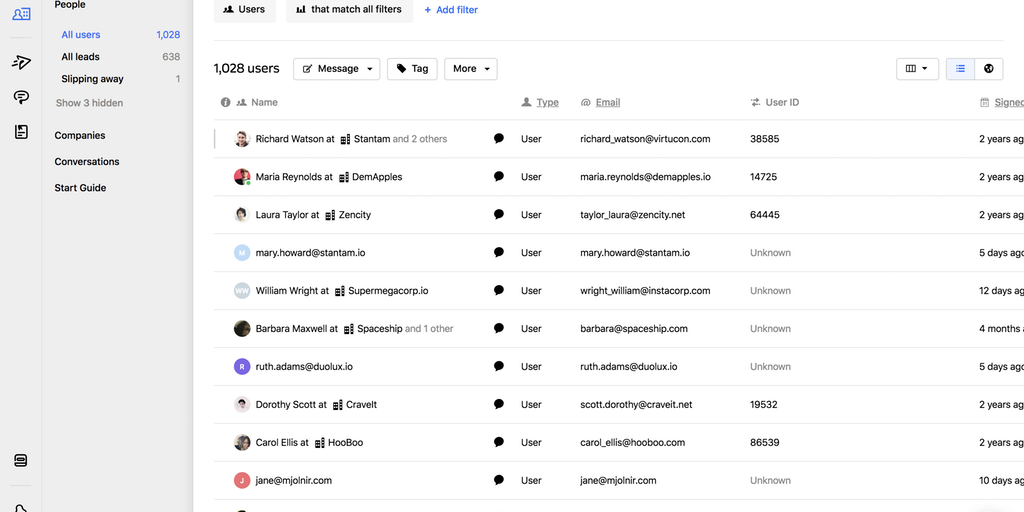 People
All users 1,028
All leads 638
Slipping away 1
Show 3 hidden
Companies
Conversations
Start Guide
Users that match all filters + Add filter
1,028 users Message Tag More
Name Type Email User ID Signed
Richard Watson at Stantam and 2 others User richard_watson@virtucon.com 38585 2 years ag
Maria Reynolds at DemApples User maria.reynolds@demapples.io 14725 2 years ag
Laura Taylor at Zencity User taylor_laura@zencity.net 64445 2 years ag
M mary.howard@stantam.io User mary.howard@stantam.io Unknown 5 days ago
WW William Wright at Supermegacorp.io User wright_william@instacorp.com Unknown 12 days ag
Barbara Maxwell at Spaceship and 1 other User barbara@spaceship.com Unknown 4 months a
R ruth.adams@duolux.io User ruth.adams@duolux.io Unknown 5 days ago
Dorothy Scott at CraveIt User scott.dorothy@craveit.net 19532 2 years ag
Carol Ellis at HooBoo User carol_ellis@hooboo.com 86539 2 years ag
J jane@mjolnir.com User jane@mjolnir.com Unknown 10 days ag